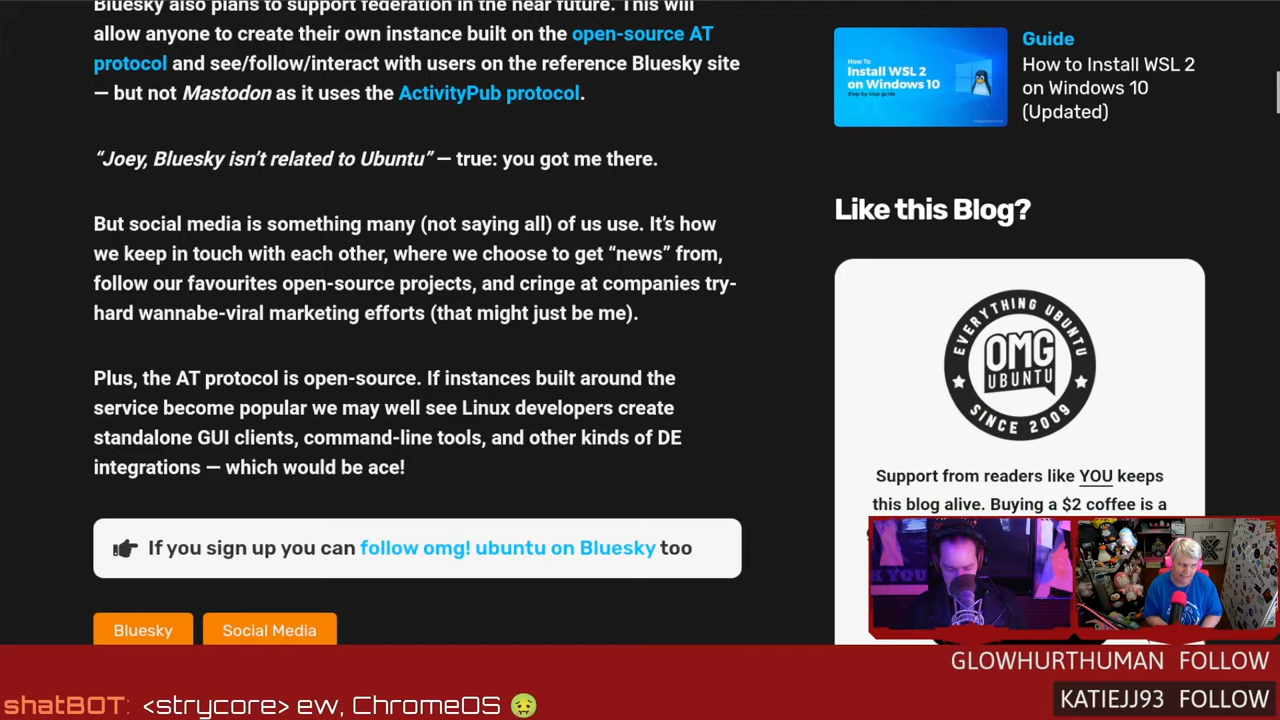 Bluesky also plans to support federation in the near future. This will
allow anyone to create their own instance built on the open-source AT
protocol and see/follow/interact with users on the reference Bluesky site
— but not Mastodon as it uses the ActivityPub protocol.
“Joey, Bluesky isn’t related to Ubuntu” — true: you got me there.
But social media is something many (not saying all) of us use. It’s how
we keep in touch with each other, where we choose to get “news” from,
follow our favourites open-source projects, and cringe at companies try-
hard wannabe-viral marketing efforts (that might just be me).
Plus, the AT protocol is open-source. If instances built around the
service become popular we may well see Linux developers create
standalone GUI clients, command-line tools, and other kinds of DE
integrations — which would be ace!
If you sign up you can follow omg! ubuntu on Bluesky too
Bluesky
Social Media
How To
Install WSL 2
on Windows 10
Step-by-step guide
Guide
How to Install WSL 2
on Windows 10
(Updated)
Like this Blog?
EVERYTHING UBUNTU
OMG
UBUNTU
SINCE 2009
Support from readers like YOU keeps
this blog alive. Buying a $2 coffee is a
GLOWHURTHUMAN FOLLOW
KATIEJJ93 FOLLOW
shatBOT: <strycore> ew, ChromeOS 🤢